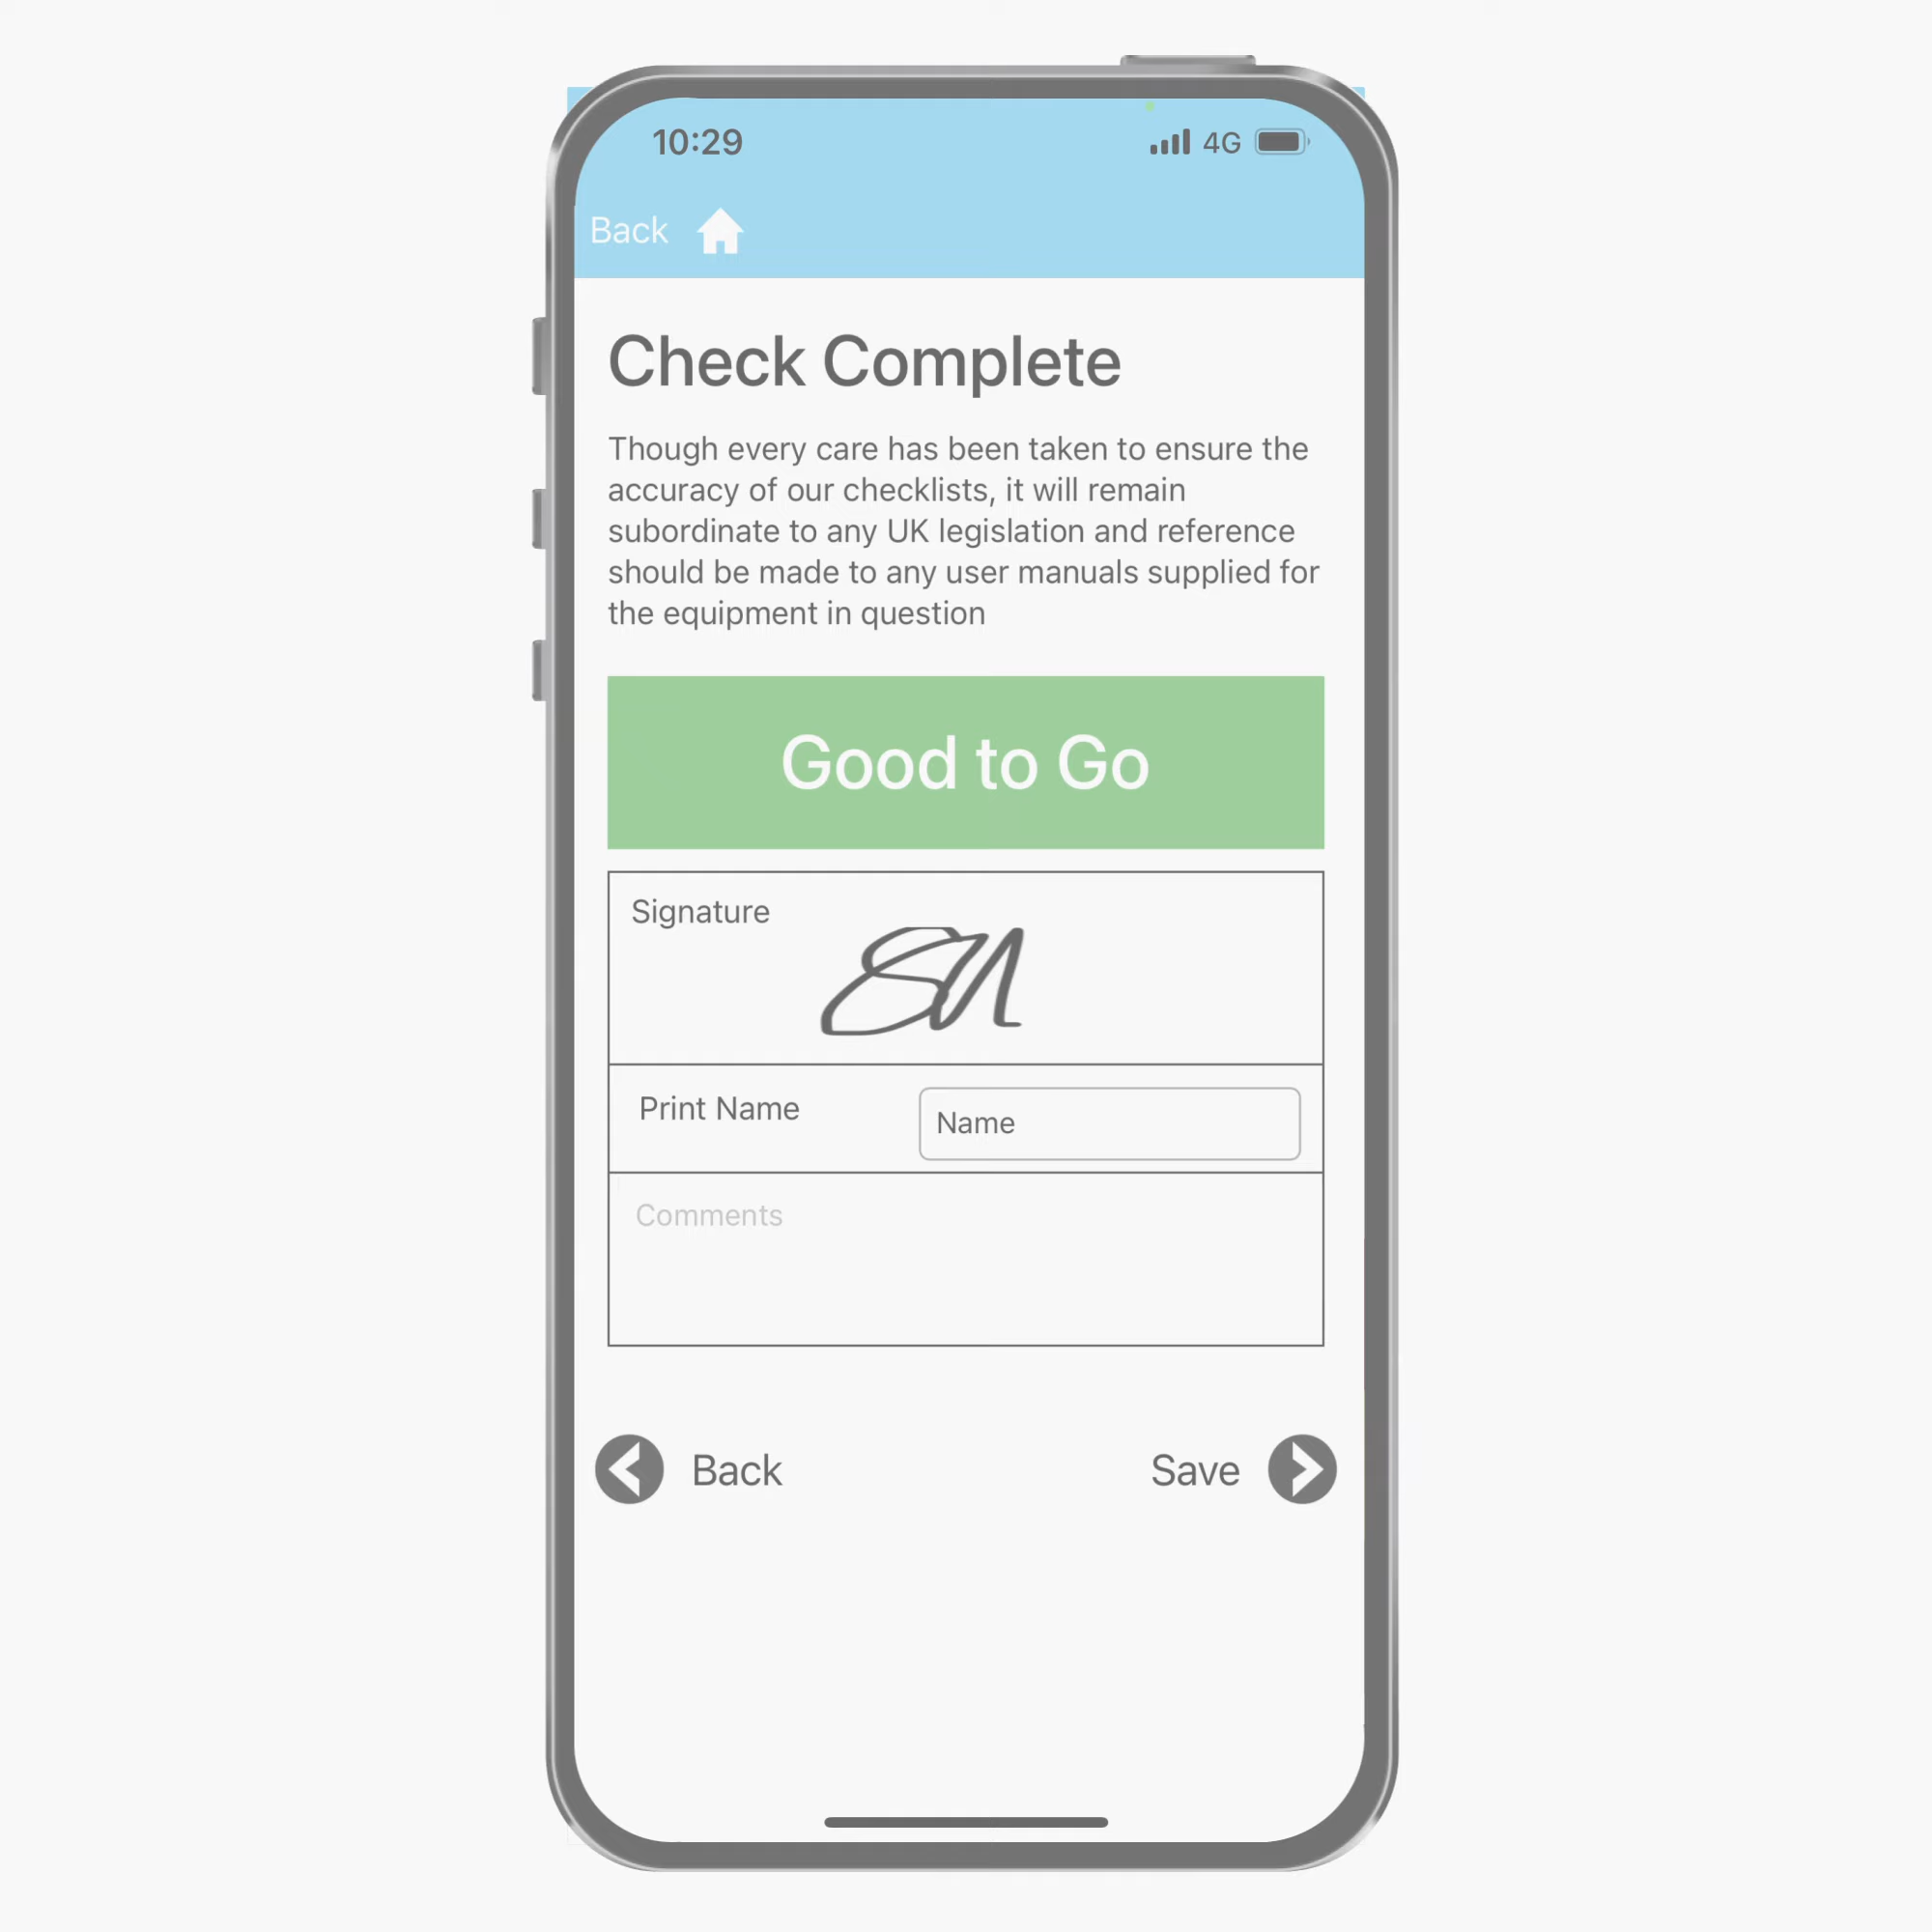 10:29 4G
Back
Check Complete
Though every care has been taken to ensure the
accuracy of our checklists, it will remain
subordinate to any UK legislation and reference
should be made to any user manuals supplied for
the equipment in question
Good to Go
Signature
Print Name Name
Comments
Back Save